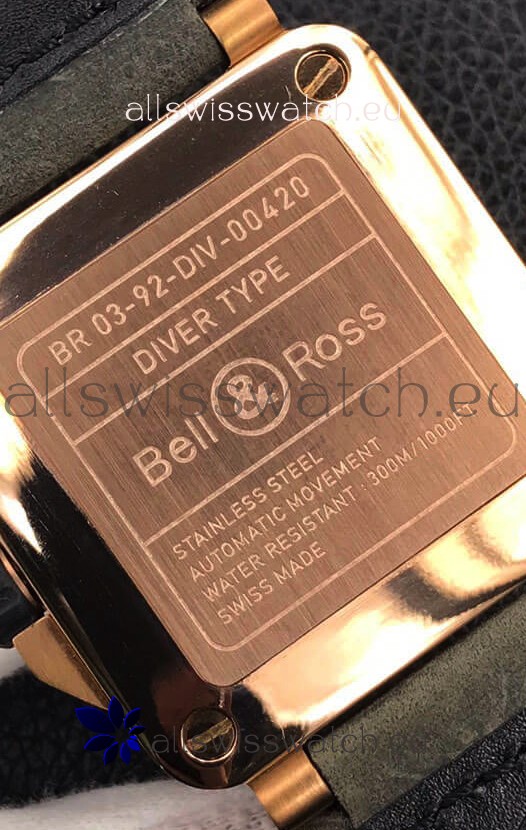 allswisswatch.eu
BR 03-92-DIV-00420
DIVER TYPE
Bell & Ross
allswisswatch.eu
STAINLESS STEEL
AUTOMATIC MOVEMENT
WATER RESISTANT : 300M/1000FT
SWISS MADE
allswisswatch.eu